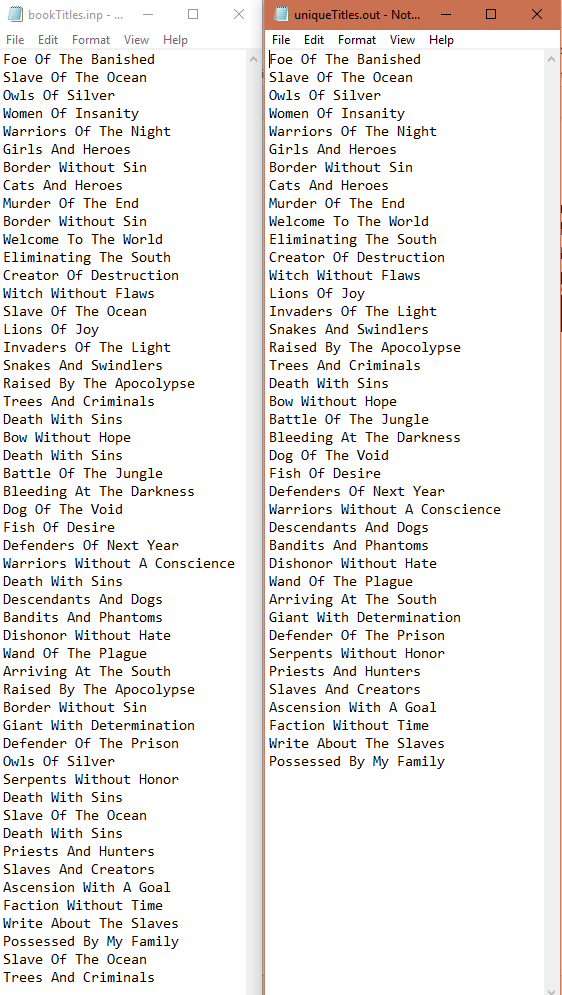 bookTitles.inp - ...
File Edit Format View Help
Foe Of The Banished
Slave Of The Ocean
Owls Of Silver
Women Of Insanity
Warriors Of The Night
Girls And Heroes
Border Without Sin
Cats And Heroes
Murder Of The End
Border Without Sin
Welcome To The World
Eliminating The South
Creator Of Destruction
Witch Without Flaws
Slave Of The Ocean
Lions Of Joy
Invaders Of The Light
Snakes And Swindlers
Raised By The Apocolypse
Trees And Criminals
Death With Sins
Bow Without Hope
Death With Sins
Battle Of The Jungle
Bleeding At The Darkness
Dog Of The Void
Fish Of Desire
Defenders Of Next Year
Warriors Without A Conscience
Death With Sins
Descendants And Dogs
Bandits And Phantoms
Dishonor Without Hate
Wand Of The Plague
Arriving At The South
Raised By The Apocolypse
Border Without Sin
Giant With Determination
Defender Of The Prison
Owls Of Silver
Serpents Without Honor
Death With Sins
Slave Of The Ocean
Death With Sins
Priests And Hunters
Slaves And Creators
Ascension With A Goal
Faction Without Time
Write About The Slaves
Possessed By My Family
Slave Of The Ocean
Trees And Criminals
uniqueTitles.out - Not...
File Edit Format View Help
Foe Of The Banished
Slave Of The Ocean
Owls Of Silver
Women Of Insanity
Warriors Of The Night
Girls And Heroes
Border Without Sin
Cats And Heroes
Murder Of The End
Welcome To The World
Eliminating The South
Creator Of Destruction
Witch Without Flaws
Lions Of Joy
Invaders Of The Light
Snakes And Swindlers
Raised By The Apocolypse
Trees And Criminals
Death With Sins
Bow Without Hope
Battle Of The Jungle
Bleeding At The Darkness
Dog Of The Void
Fish Of Desire
Defenders Of Next Year
Warriors Without A Conscience
Descendants And Dogs
Bandits And Phantoms
Dishonor Without Hate
Wand Of The Plague
Arriving At The South
Giant With Determination
Defender Of The Prison
Serpents Without Honor
Priests And Hunters
Slaves And Creators
Ascension With A Goal
Faction Without Time
Write About The Slaves
Possessed By My Family